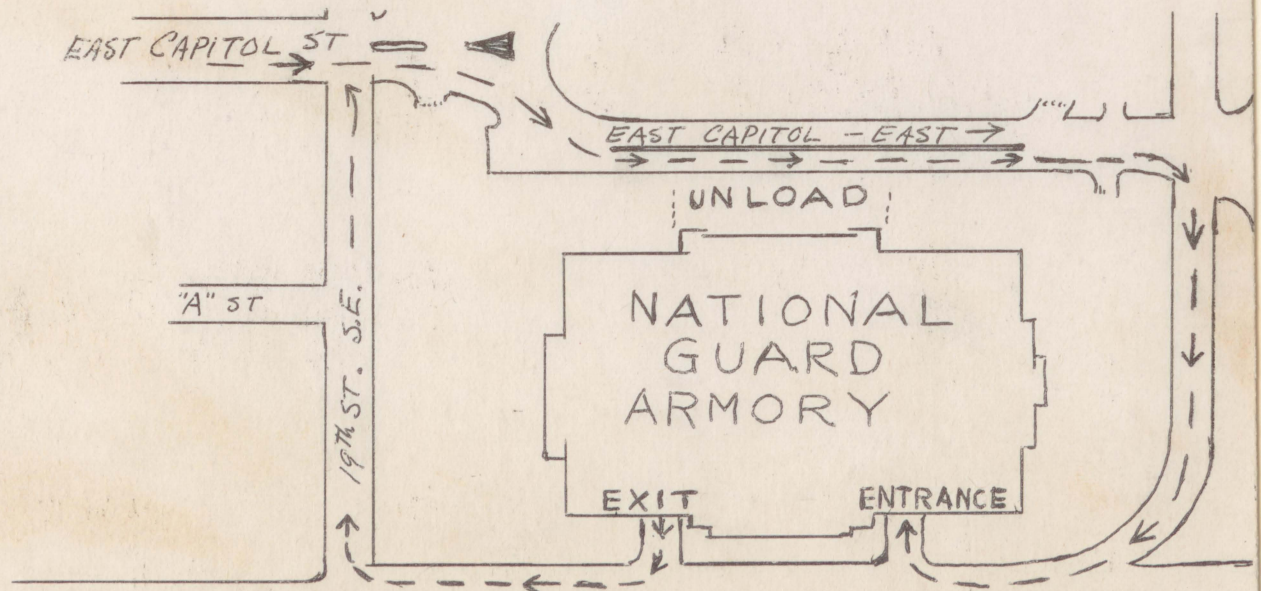 EAST CAPITOL ST
EAST CAPITOL - EAST →
UNLOAD
"A" ST
19th ST. S.E.
NATIONAL
GUARD
ARMORY
EXIT
ENTRANCE